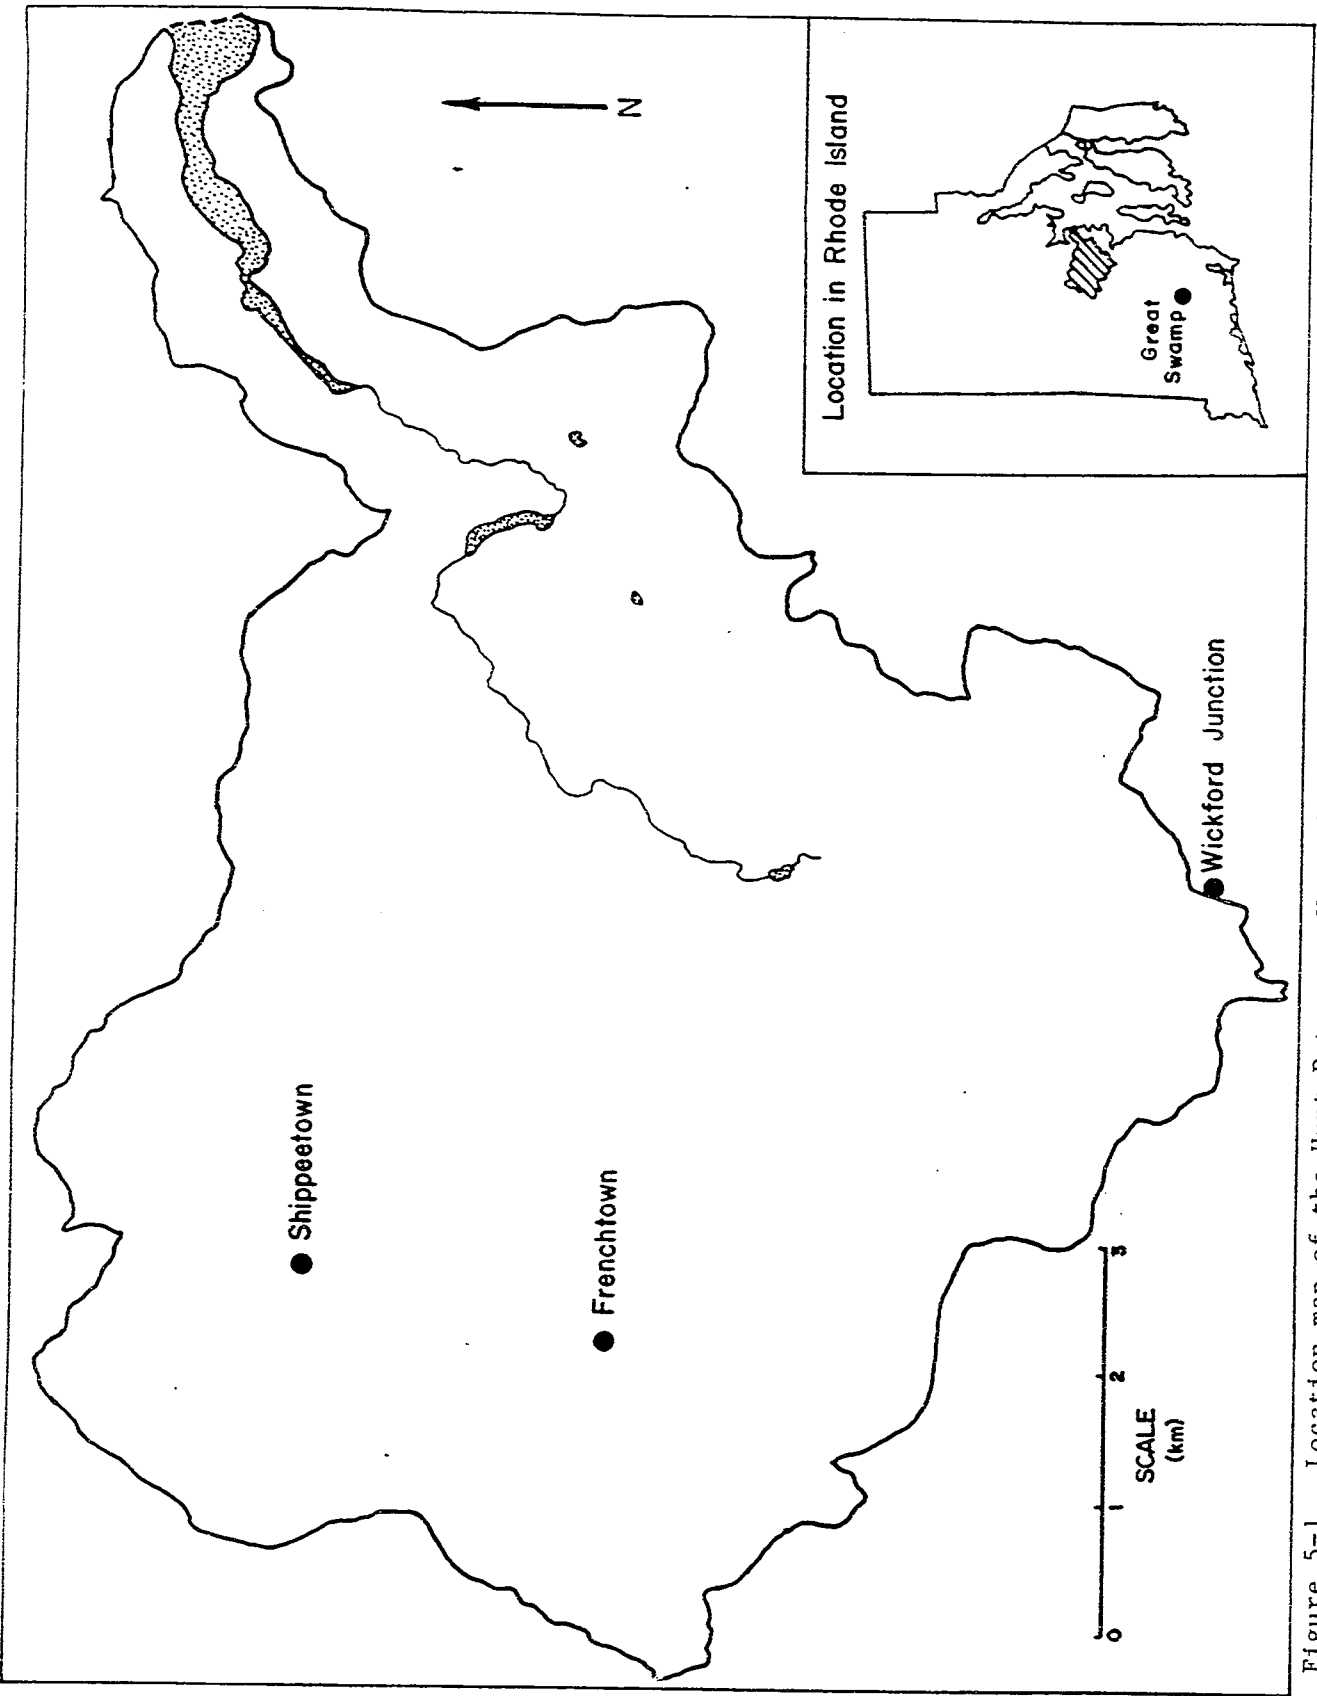 N
Location in Rhode Island
Great
Swamp
Shippeetown
Frenchtown
Wickford Junction
0 1 2 3
SCALE
(km)
Figure 5-1. Location map of the